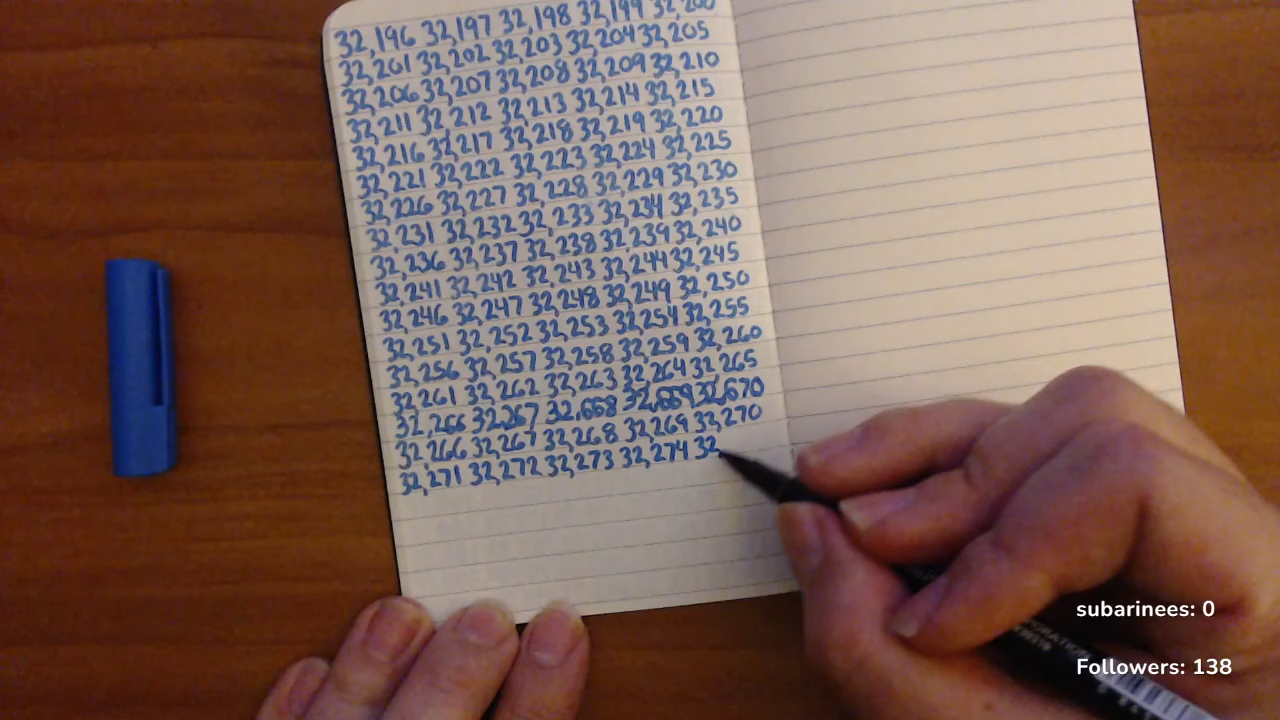 32,196 32,197 32,198 32,199 32,200
32,201 32,202 32,203 32,204 32,205
32,206 32,207 32,208 32,209 32,210
32,211 32,212 32,213 32,214 32,215
32,216 32,217 32,218 32,219 32,220
32,221 32,222 32,223 32,224 32,225
32,226 32,227 32,228 32,229 32,230
32,231 32,232 32,233 32,234 32,235
32,236 32,237 32,238 32,239 32,240
32,241 32,242 32,243 32,244 32,245
32,246 32,247 32,248 32,249 32,250
32,251 32,252 32,253 32,254 32,255
32,256 32,257 32,258 32,259 32,260
32,261 32,262 32,263 32,264 32,265
32,266 32,267 32,668 32,669 32,670
32,266 32,267 32,268 32,269 32,270
32,271 32,272 32,273 32,274 32,
subarinees: 0
Followers: 138